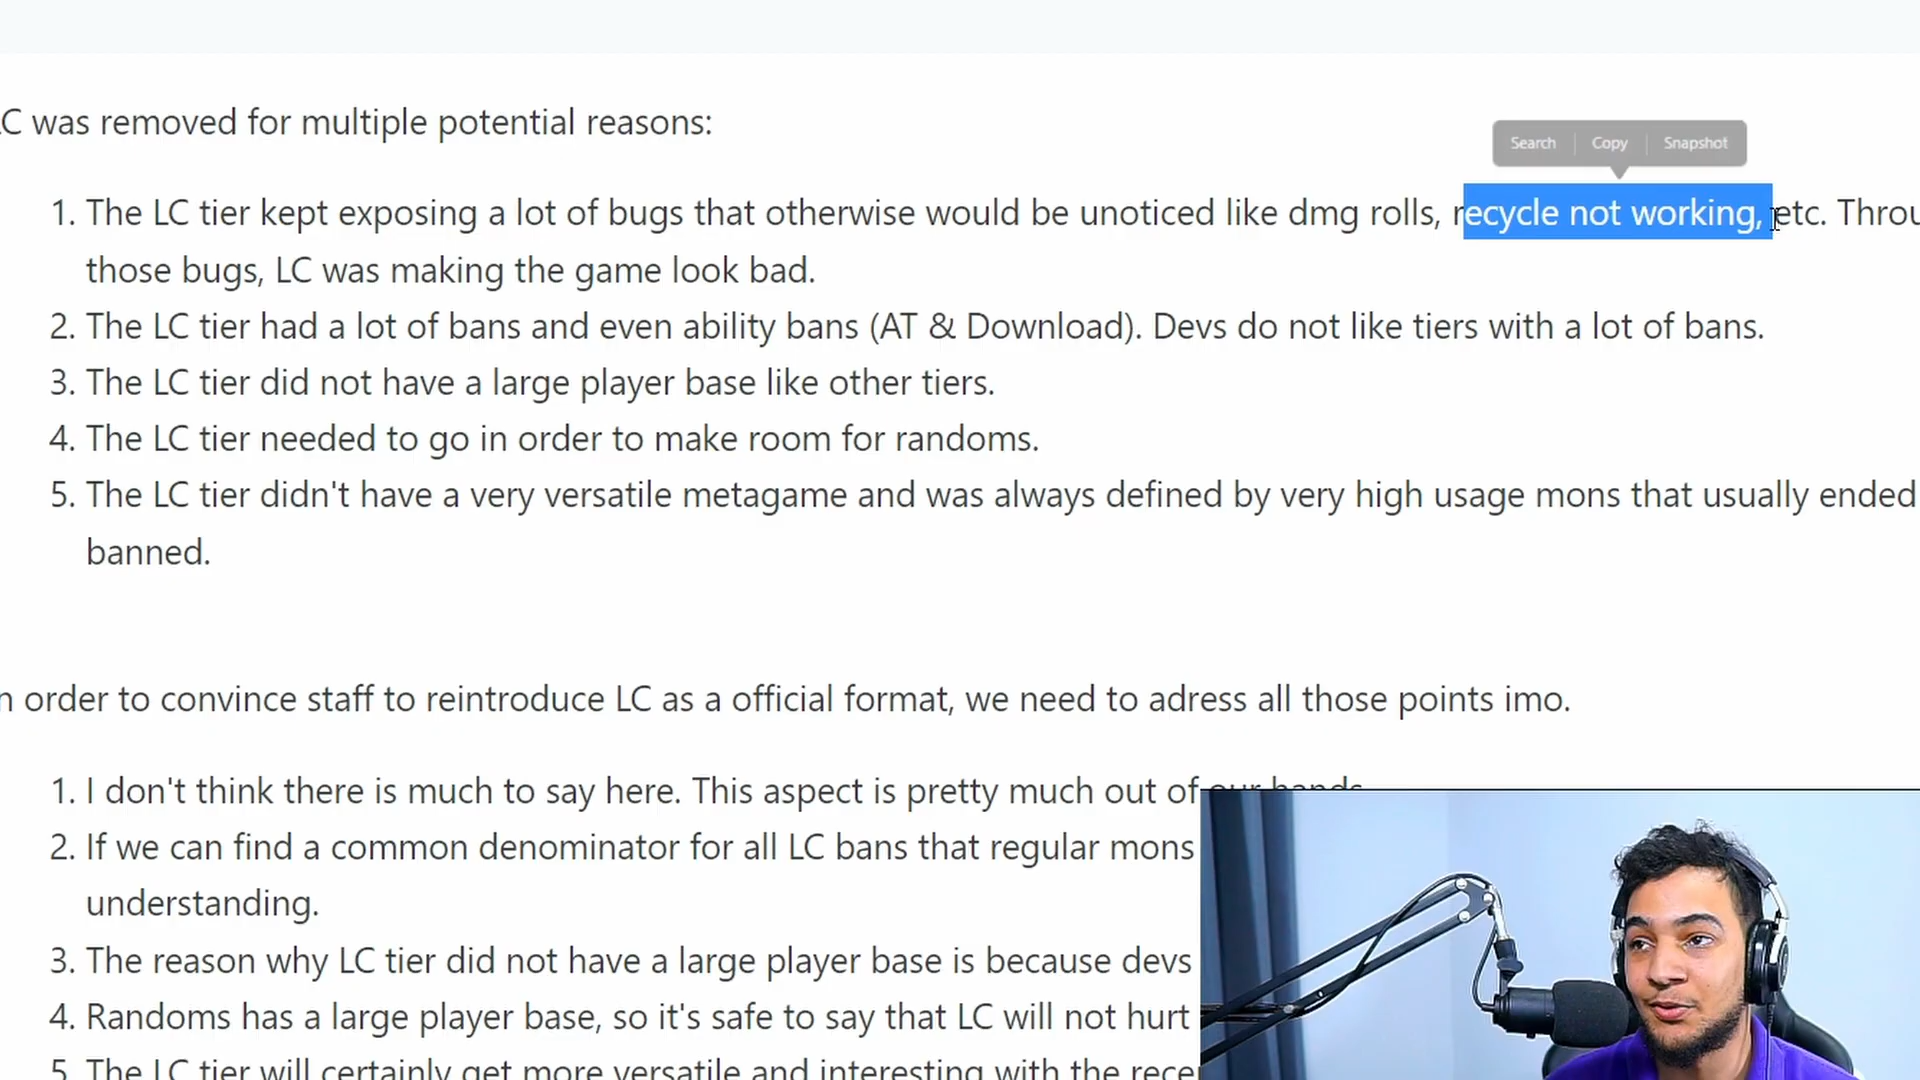 LC was removed for multiple potential reasons:
Search Copy Snapshot
1. The LC tier kept exposing a lot of bugs that otherwise would be unoticed like dmg rolls, recycle not working, etc.
those bugs, LC was making the game look bad.
2. The LC tier had a lot of bans and even ability bans (AT & Download). Devs do not like tiers with a lot of bans.
3. The LC tier did not have a large player base like other tiers.
4. The LC tier needed to go in order to make room for randoms.
5. The LC tier didn't have a very versatile metagame and was always defined by very high usage mons that usually ended
banned.
n order to convince staff to reintroduce LC as a official format, we need to adress all those points imo.
1. I don't think there is much to say here. This aspect is pretty much out of our hands
2. If we can find a common denominator for all LC bans that regular mons
understanding.
3. The reason why LC tier did not have a large player base is because devs
4. Randoms has a large player base, so it's safe to say that LC will not hurt
5. The LC tier will certainly get more versatile and interesting with the